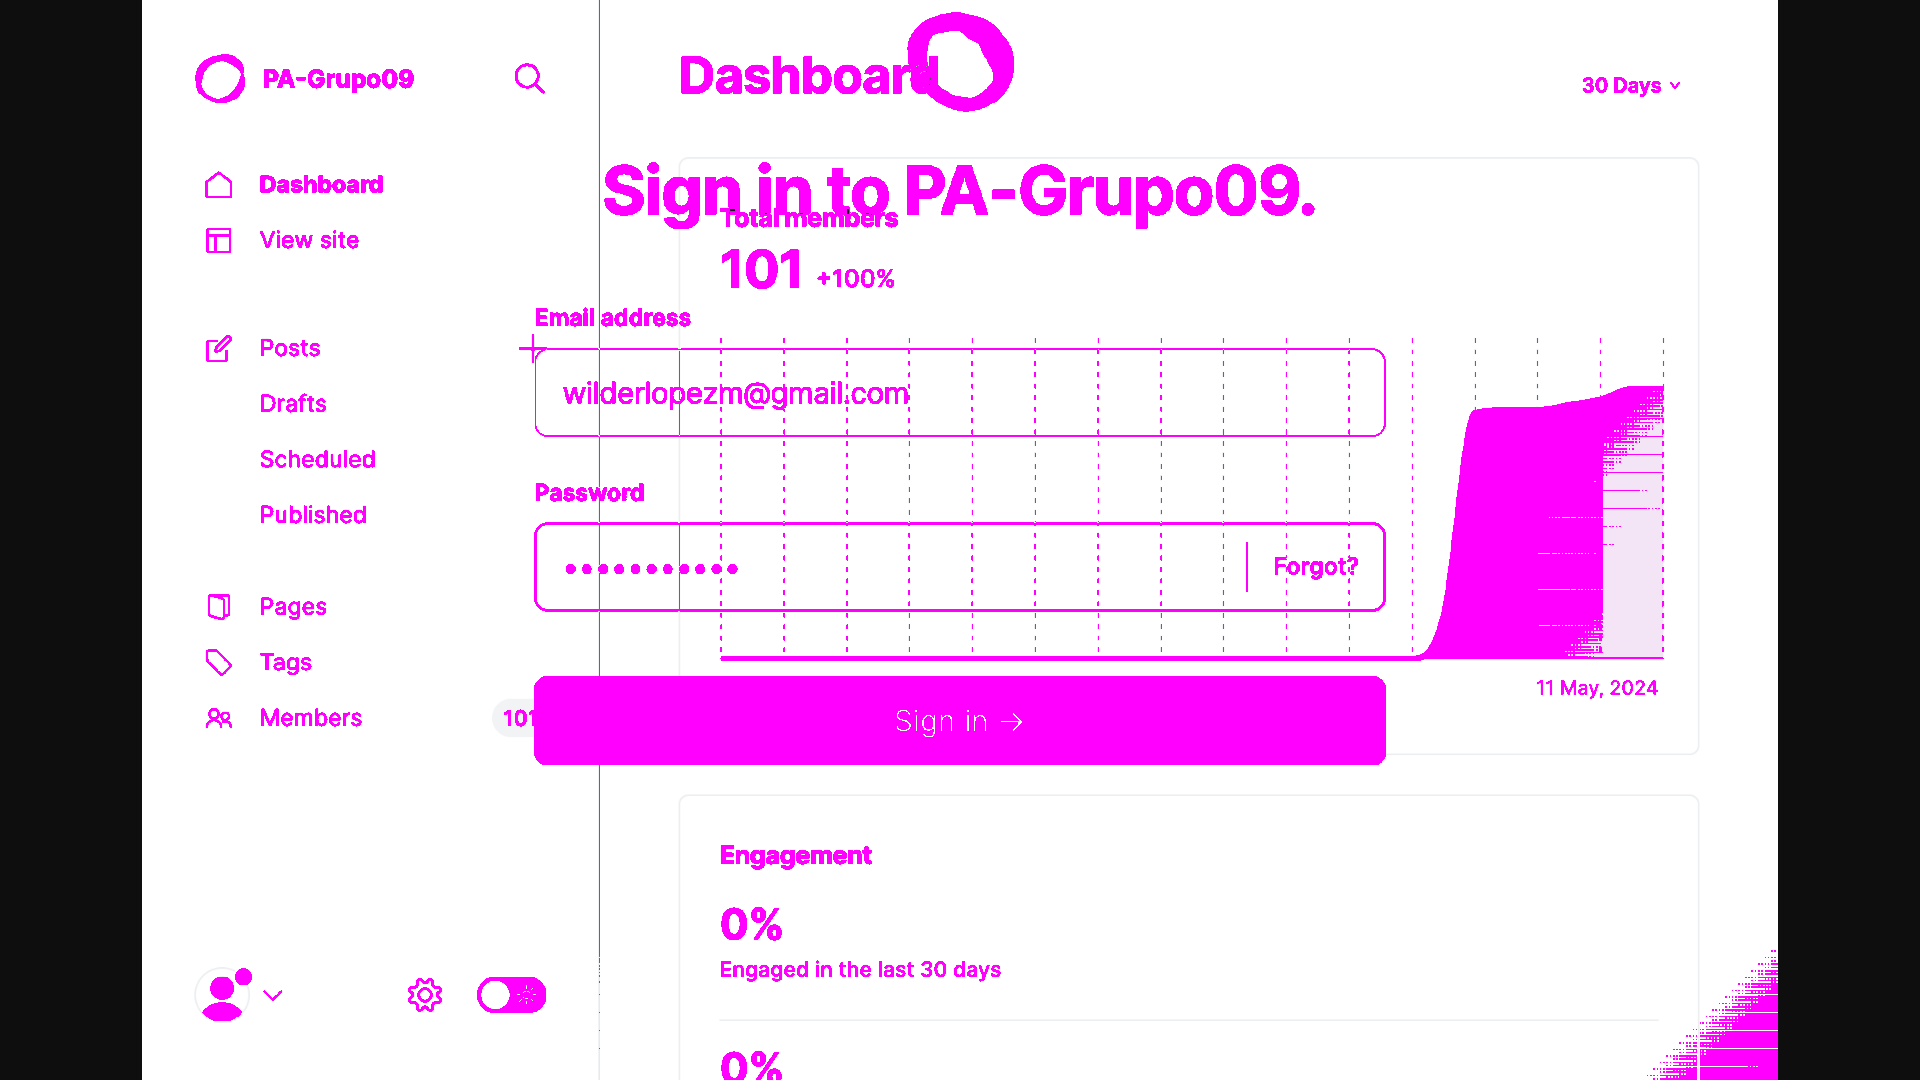 PA-Grupo09
Dashboard
30 Days
Dashboard
View site
Sign in to PA-Grupo09.
Total members
101 +100%
Email address
wilderlopezm@gmail.com
Posts
Drafts
Scheduled
Published
Password
Forgot?
Pages
Tags
Members
101
Sign in →
11 May, 2024
Engagement
0%
Engaged in the last 30 days
0%